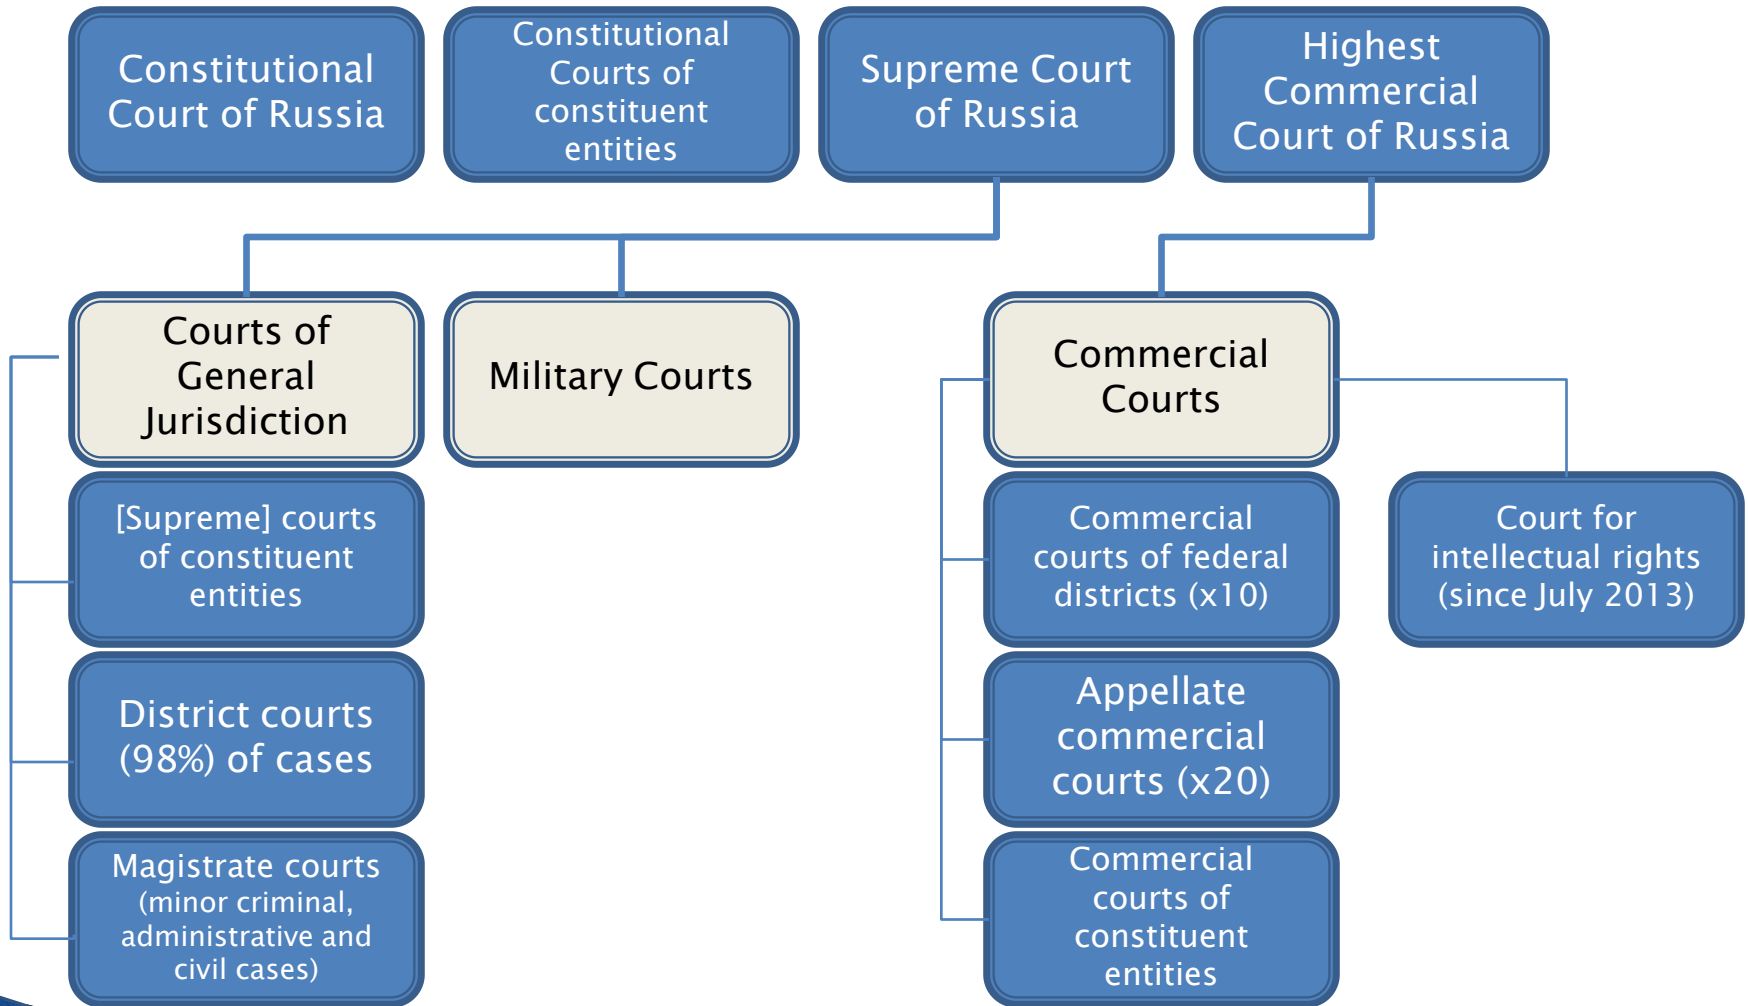 Constitutional
Court of Russia
Constitutional
Courts of
constituent
entities
Supreme Court
of Russia
Highest
Commercial
Court of Russia
Courts of
General
Jurisdiction
Military Courts
Commercial
Courts
[Supreme] courts
of constituent
entities
Commercial
courts of federal
districts (x10)
Court for
intellectual rights
(since July 2013)
District courts
(98%) of cases
Appellate
commercial
courts (x20)
Magistrate courts
(minor criminal,
administrative and
civil cases)
Commercial
courts of
constituent
entities